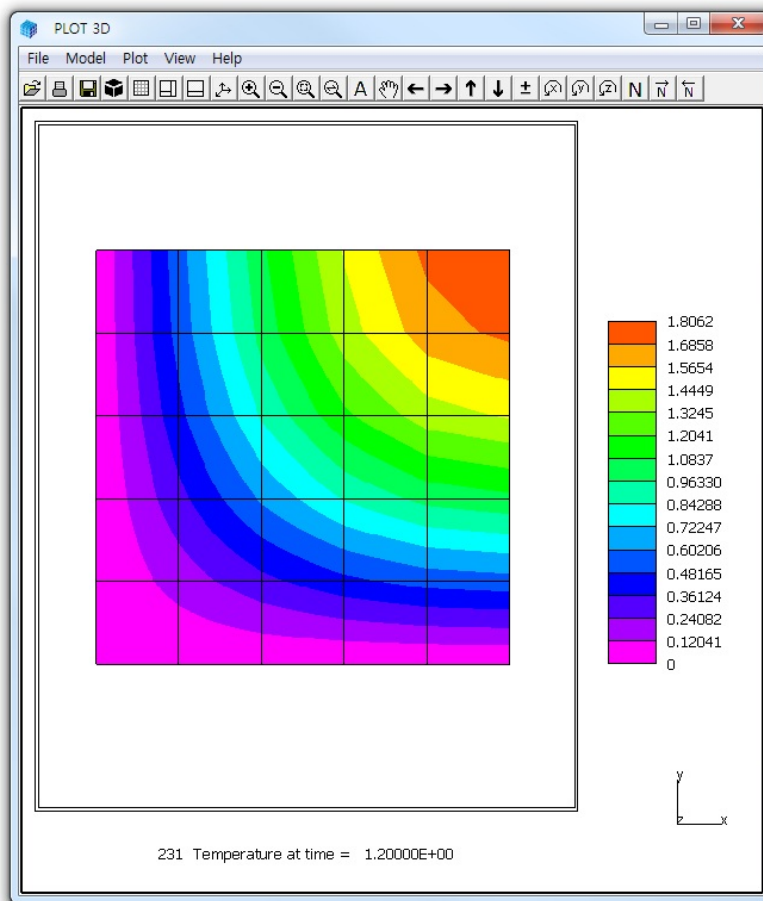 PLOT 3D
File Model Plot View Help
A ± x y z N N N
1.8062
1.6858
1.5654
1.4449
1.3245
1.2041
1.0837
0.96330
0.84288
0.72247
0.60206
0.48165
0.36124
0.24082
0.12041
0
y
z x
231 Temperature at time = 1.20000E+00